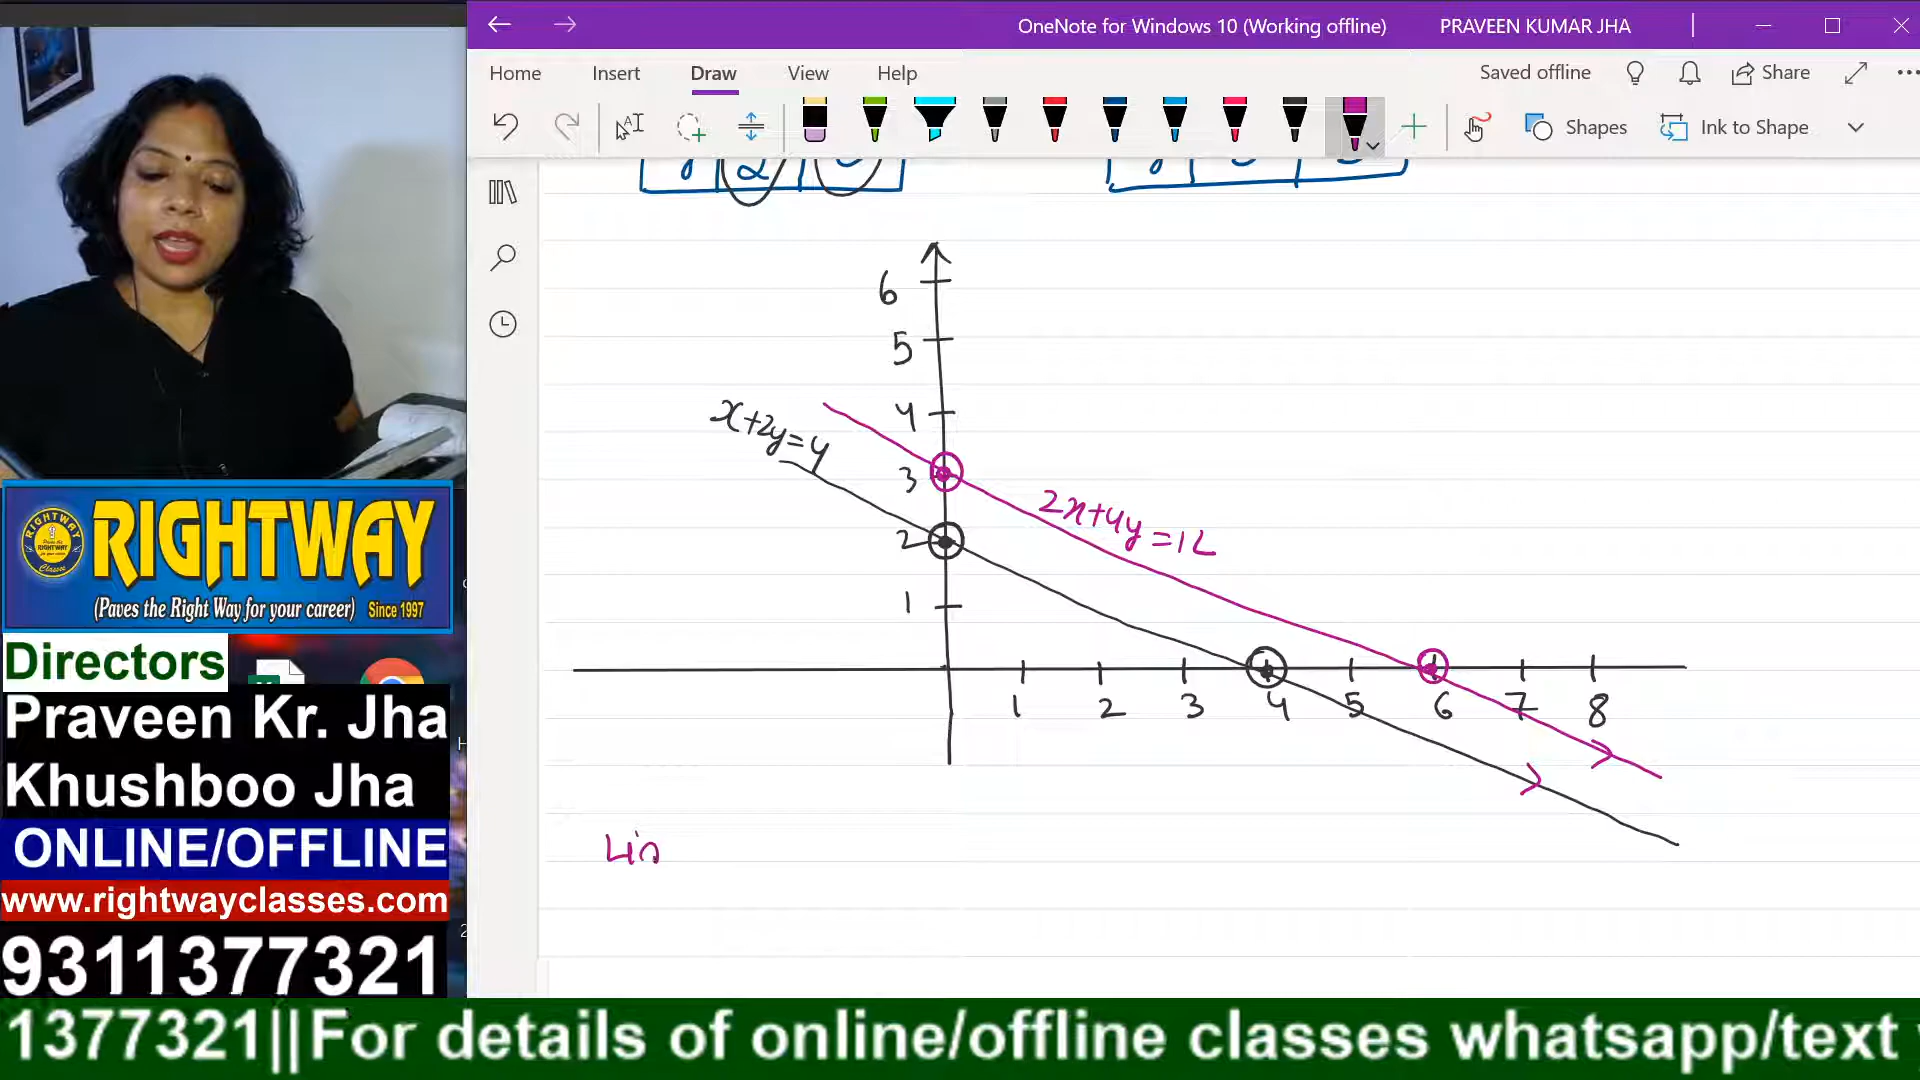 OneNote for Windows 10 (Working offline)
PRAVEEN KUMAR JHA
Home Insert Draw View Help
Saved offline
Share
Shapes
Ink to Shape
y 2
y
6
5
4
3
2
1
x+2y=4
2x+4y=12
1 2 3 4 5 6 7 8
Lin
RIGHTWAY
(Paves the Right Way for your career) Since 1997
RIGHTWAY
Classes
Directors
Praveen Kr. Jha
Khushboo Jha
ONLINE/OFFLINE
www.rightwayclasses.com
9311377321
1377321||For details of online/offline classes whatsapp/text